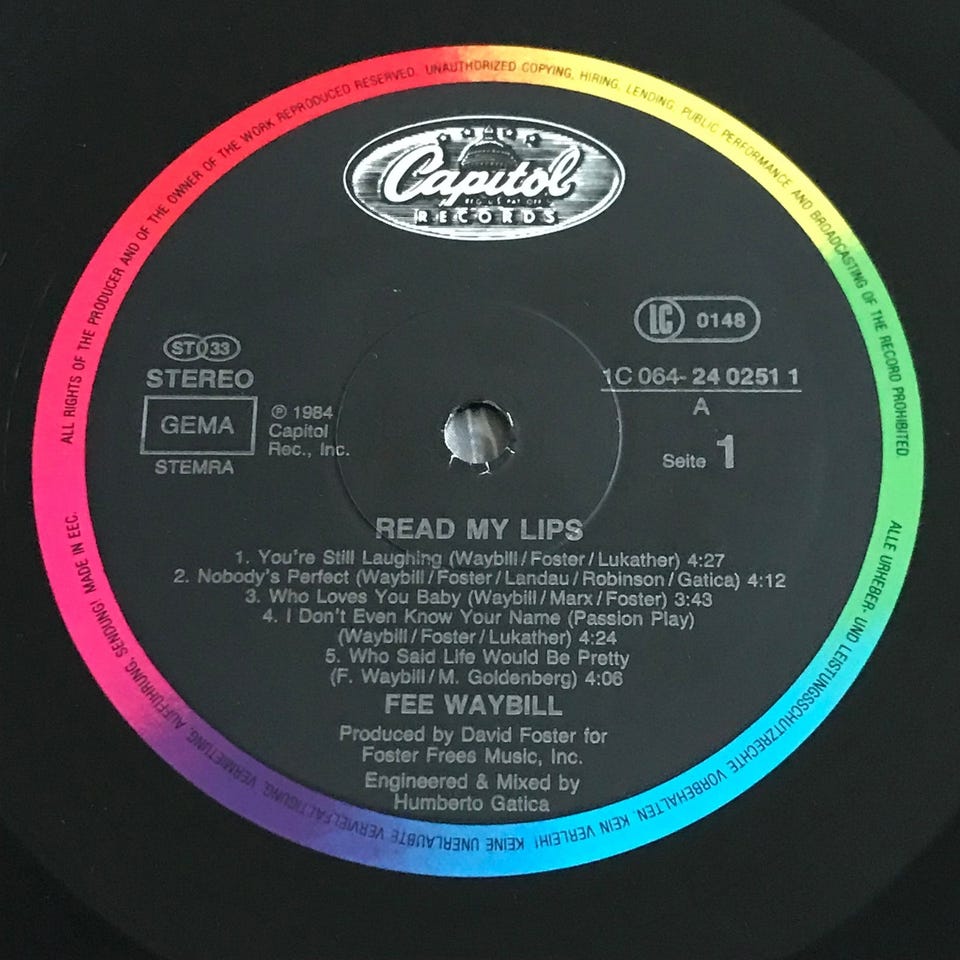 ALL RIGHTS OF THE PRODUCER AND OF THE OWNER OF THE WORK REPRODUCED RESERVED. UNAUTHORIZED COPYING, HIRING, LENDING, PUBLIC PERFORMANCE AND BROADCASTING OF THE RECORD PROHIBITED.
Capitol
RECORDS
LC 0148
ST 33
STEREO
GEMA
STEMRA
℗ 1984
Capitol
Rec., Inc.
1C 064-24 0251 1
A
Seite 1
READ MY LIPS
1. You're Still Laughing (Waybill/Foster/Lukather) 4:27
2. Nobody's Perfect (Waybill/Foster/Landau/Robinson/Gatica) 4:12
3. Who Loves You Baby (Waybill/Marx/Foster) 3:43
4. I Don't Even Know Your Name (Passion Play)
(Waybill/Foster/Lukather) 4:24
5. Who Said Life Would Be Pretty
(F. Waybill/M. Goldenberg) 4:06
FEE WAYBILL
Produced by David Foster for
Foster Frees Music, Inc.
Engineered & Mixed by
Humberto Gatica
ALLE URHEBER- UND LEISTUNGSSCHUTZRECHTE VORBEHALTEN. KEIN VERLEIH! KEINE UNERLAUBTE VERVIELFÄLTIGUNG, VERMIETUNG, AUFFÜHRUNG, SENDUNG! MADE IN EEC.